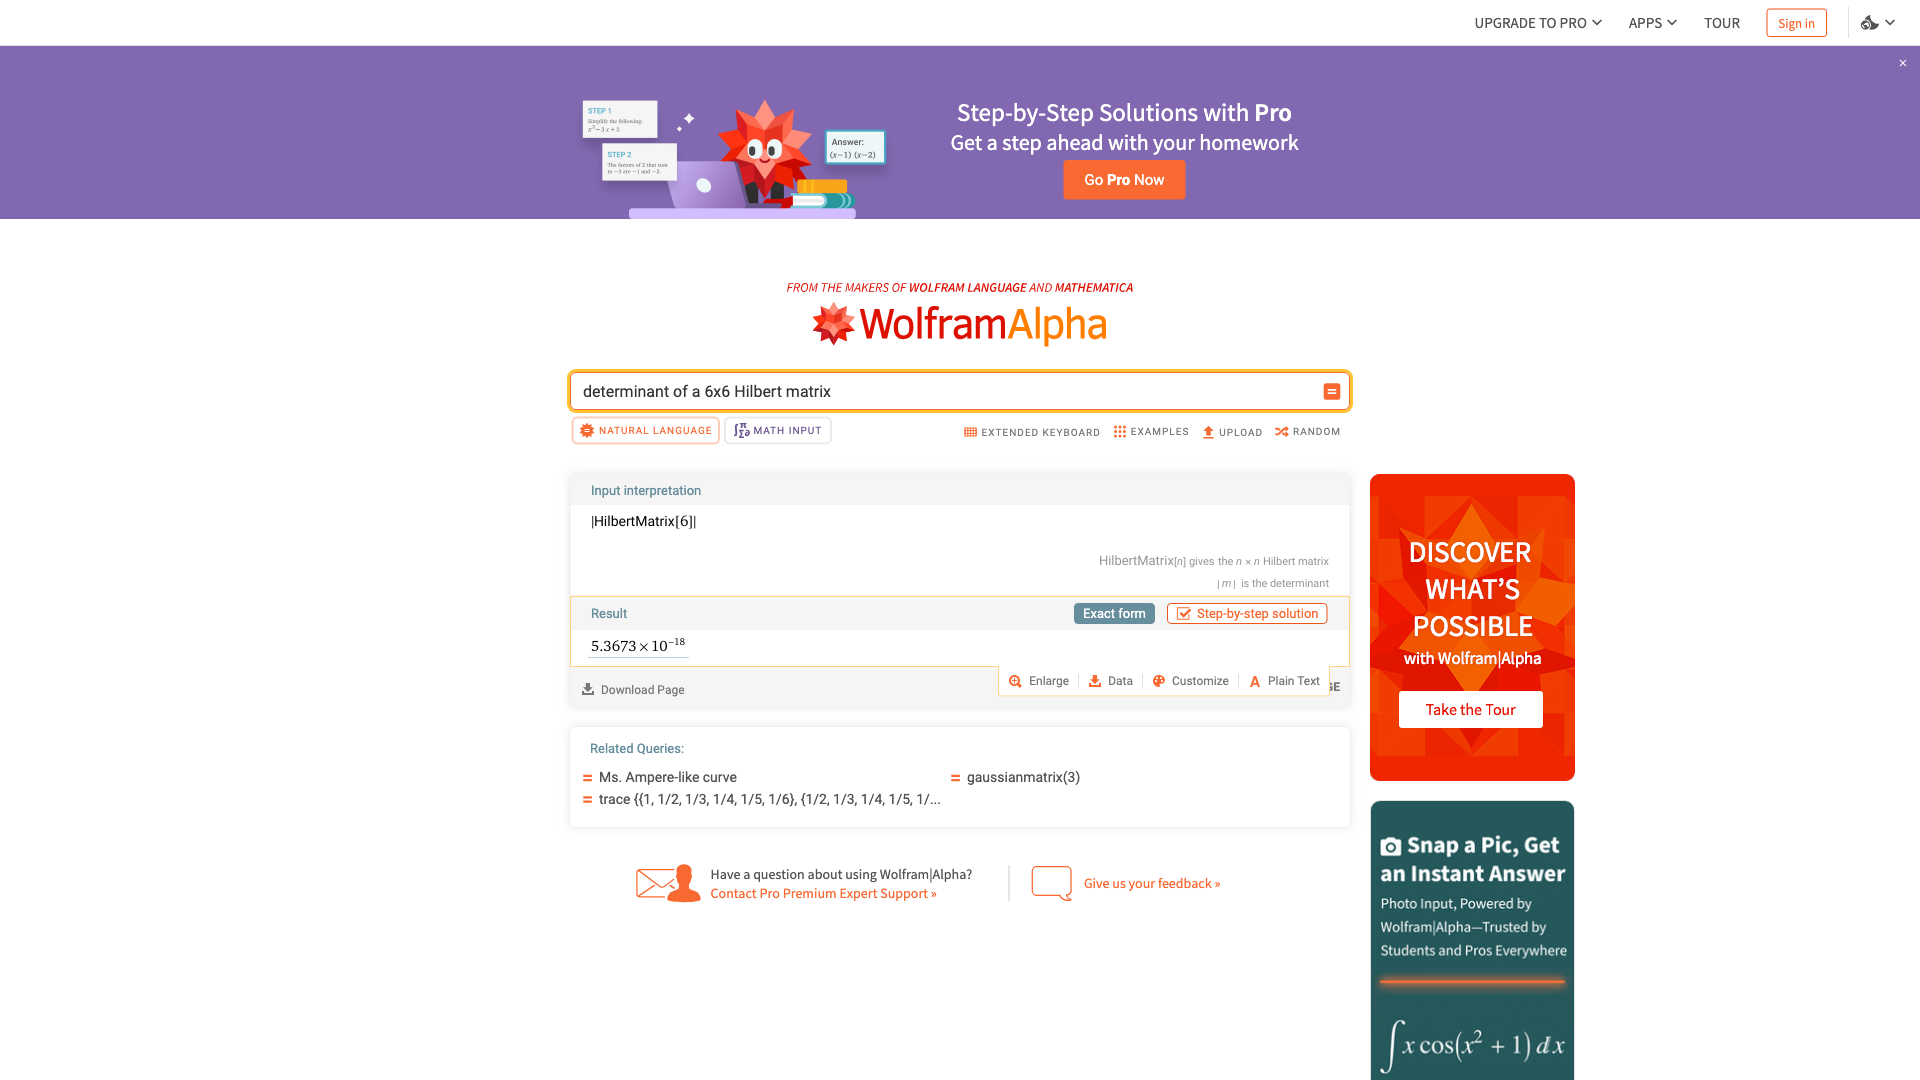 UPGRADE TO PRO
APPS
TOUR
Sign in
×
STEP 1
Simplify the following:
x² − 3 x + 2
STEP 2
The factors of 2 that sum
to −3 are −1 and −2.
Answer:
(x−1) (x−2)
Step-by-Step Solutions with Pro
Get a step ahead with your homework
Go Pro Now
FROM THE MAKERS OF WOLFRAM LANGUAGE AND MATHEMATICA
WolframAlpha
determinant of a 6x6 Hilbert matrix
NATURAL LANGUAGE
MATH INPUT
EXTENDED KEYBOARD
EXAMPLES
UPLOAD
RANDOM
Input interpretation
|HilbertMatrix[6]|
HilbertMatrix[n] gives the n × n Hilbert matrix
| m | is the determinant
Result
Exact form
Step-by-step solution
5.3673×10⁻¹⁸
Download Page
Enlarge
Data
Customize
A Plain Text
GE
Related Queries:
= Ms. Ampere-like curve
= gaussianmatrix(3)
= trace {{1, 1/2, 1/3, 1/4, 1/5, 1/6}, {1/2, 1/3, 1/4, 1/5, 1/...
Have a question about using Wolfram|Alpha?
Contact Pro Premium Expert Support »
Give us your feedback »
DISCOVER
WHAT'S
POSSIBLE
with Wolfram|Alpha
Take the Tour
Snap a Pic, Get
an Instant Answer
Photo Input, Powered by
Wolfram|Alpha—Trusted by
Students and Pros Everywhere
∫ x cos(x² + 1) dx